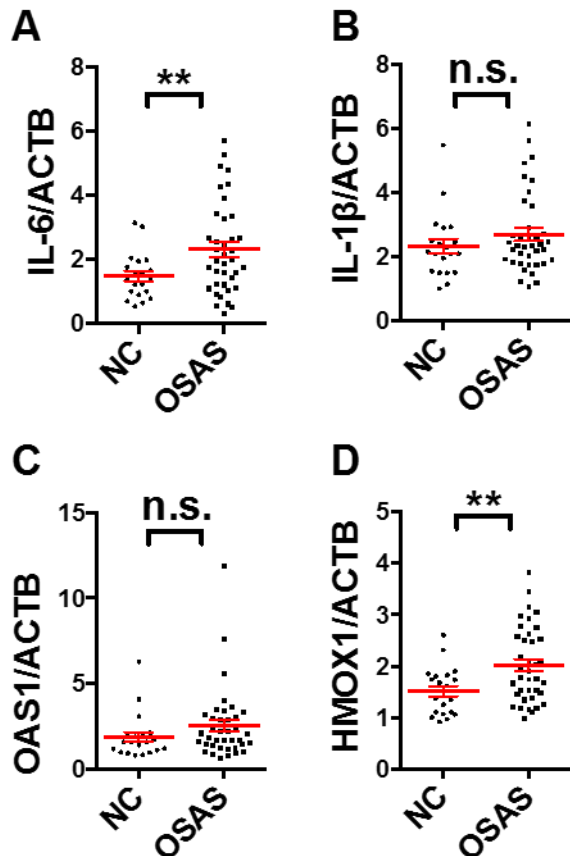 A
IL-6/ACTB
8
6
4
2
0
**
NC
OSAS
B
IL-1β/ACTB
8
6
4
2
0
n.s.
NC
OSAS
C
OAS1/ACTB
15
10
5
0
n.s.
NC
OSAS
D
HMOX1/ACTB
5
4
3
2
1
0
**
NC
OSAS